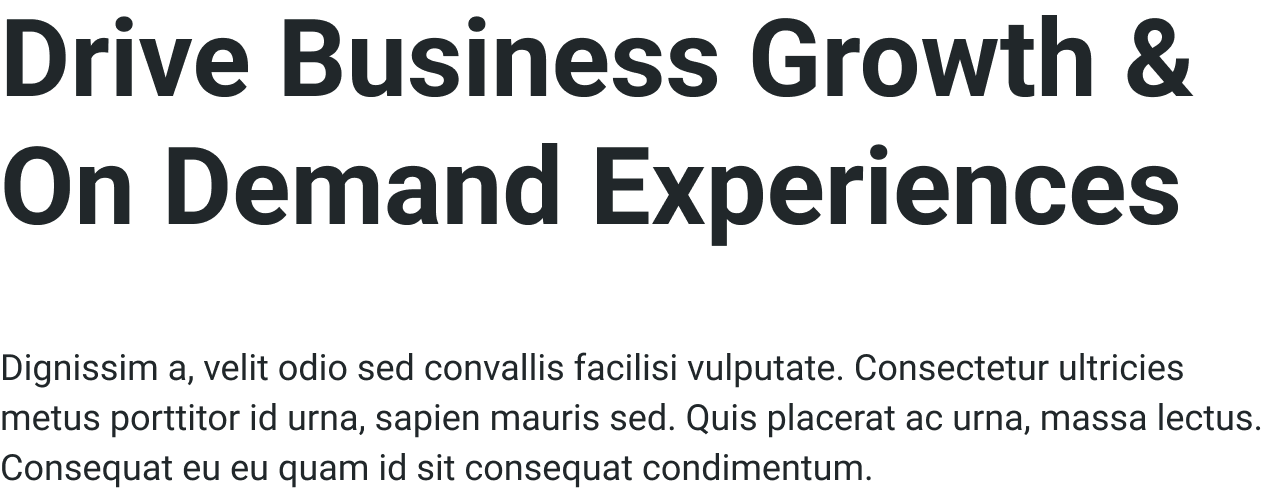 Drive Business Growth &
On Demand Experiences
Dignissim a, velit odio sed convallis facilisi vulputate. Consectetur ultricies
metus porttitor id urna, sapien mauris sed. Quis placerat ac urna, massa lectus.
Consequat eu eu quam id sit consequat condimentum.